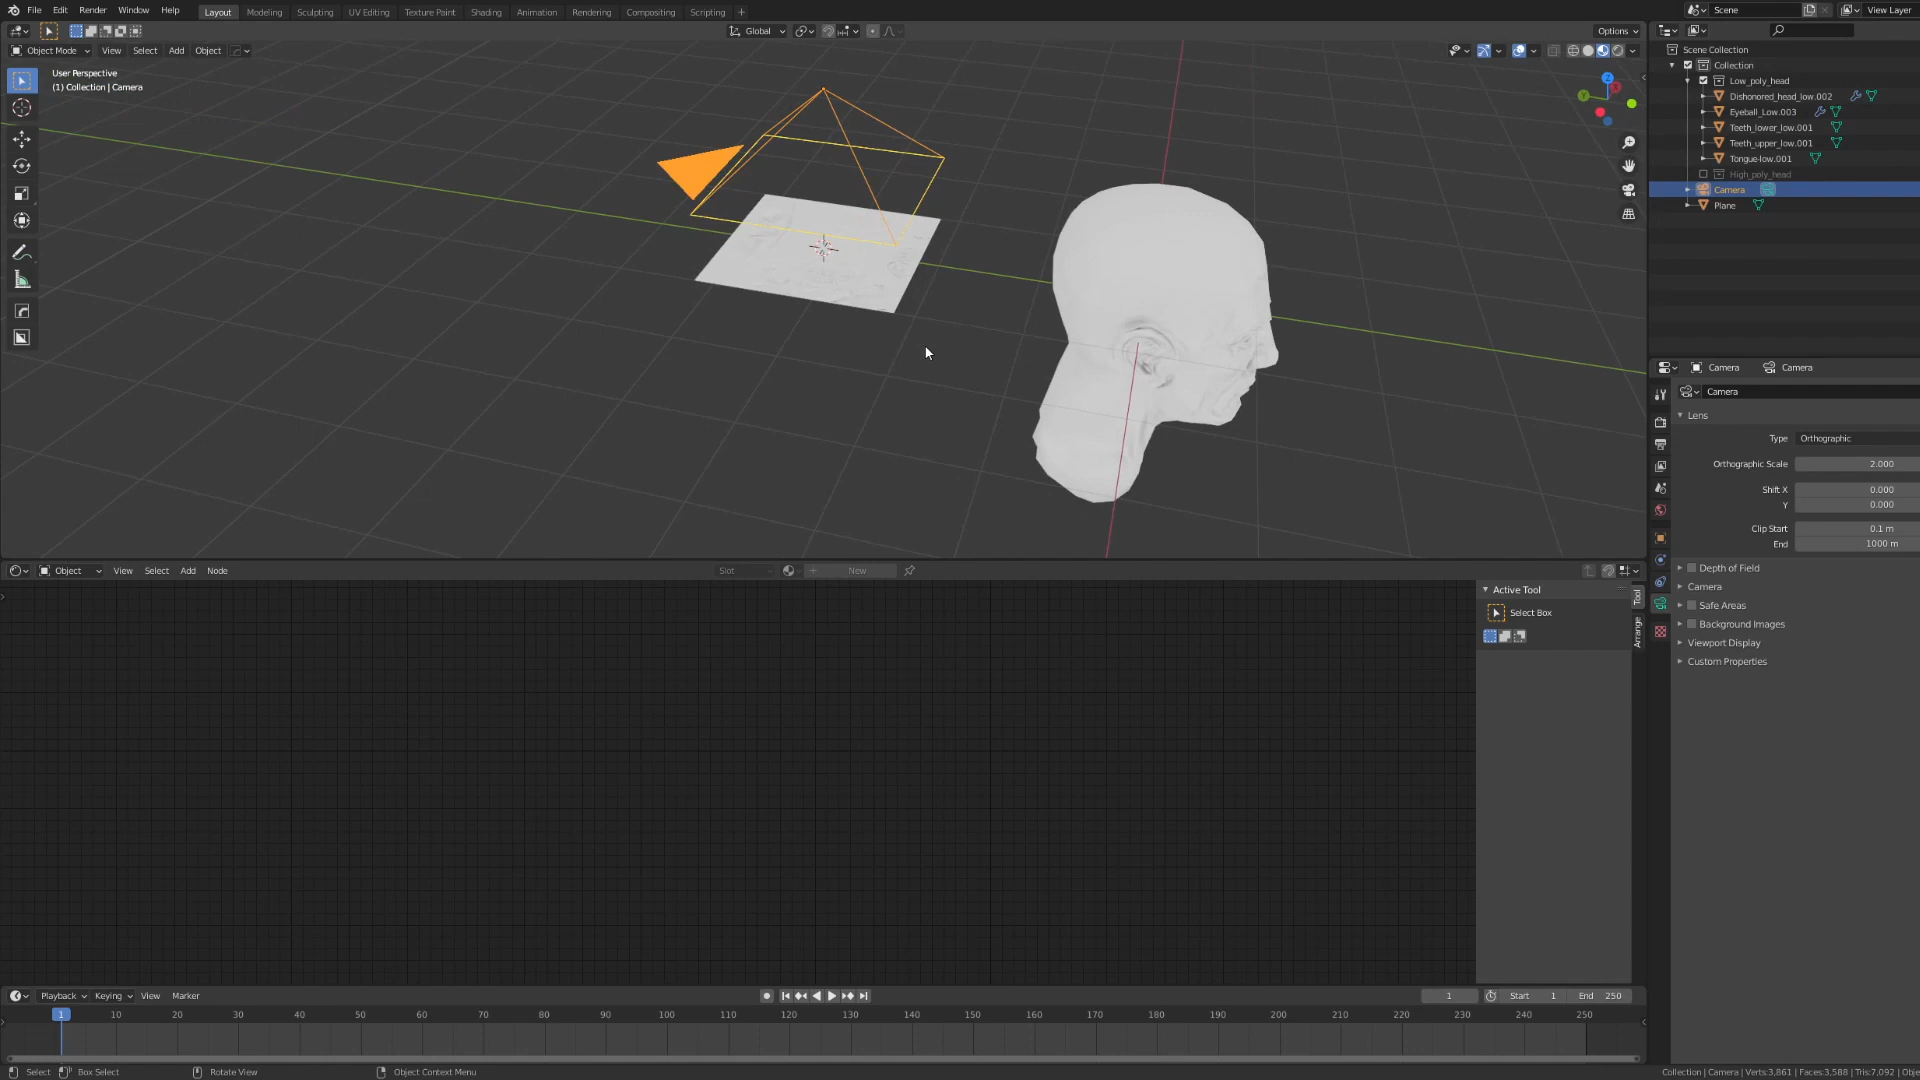 File Edit Render Window Help Layout Modeling Sculpting UV Editing Texture Paint Shading Animation Rendering Compositing Scripting + Scene View Layer
Global Options
Object Mode View Select Add Object
User Perspective
(1) Collection | Camera
Scene Collection
Collection
Low_poly_head
Dishonored_head_low.002
Eyeball_Low.003
Teeth_lower_low.001
Teeth_upper_low.001
Tongue-low.001
High_poly_head
Camera
Plane
Camera Camera
Camera
Lens
Type Orthographic
Orthographic Scale 2.000
Shift X 0.000
Y 0.000
Clip Start 0.1 m
End 1000 m
Depth of Field
Camera
Safe Areas
Background Images
Viewport Display
Custom Properties
Object View Select Add Node Slot New
Active Tool
Select Box
Tool
Arrange
Playback Keying View Marker 1 Start 1 End 250
1 10 20 30 40 50 60 70 80 90 100 110 120 130 140 150 160 170 180 190 200 210 220 230 240 250
Select Box Select Rotate View Object Context Menu Collection | Camera | Verts:3,861 | Faces:3,588 | Tris:7,092 | Obje